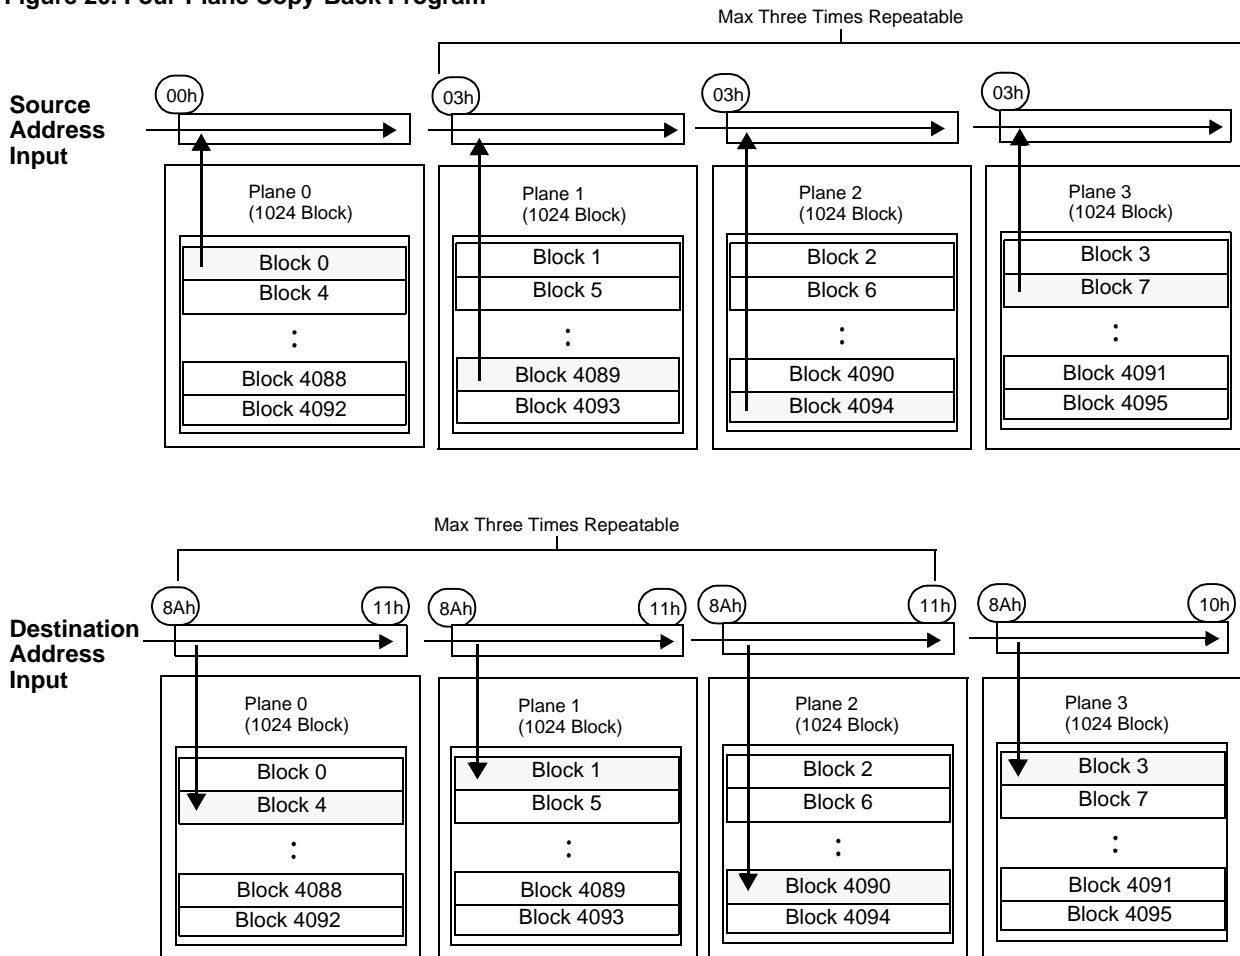 Figure 20. Four-Plane Copy-Back Program
Max Three Times Repeatable
Source
Address
Input
00h
03h
03h
03h
Plane 0
(1024 Block)
Block 0
Block 4
:
Block 4088
Block 4092
Plane 1
(1024 Block)
Block 1
Block 5
:
Block 4089
Block 4093
Plane 2
(1024 Block)
Block 2
Block 6
:
Block 4090
Block 4094
Plane 3
(1024 Block)
Block 3
Block 7
:
Block 4091
Block 4095
Max Three Times Repeatable
Destination
Address
Input
8Ah
11h
8Ah
11h
8Ah
11h
8Ah
10h
Plane 0
(1024 Block)
Block 0
Block 4
:
Block 4088
Block 4092
Plane 1
(1024 Block)
Block 1
Block 5
:
Block 4089
Block 4093
Plane 2
(1024 Block)
Block 2
Block 6
:
Block 4090
Block 4094
Plane 3
(1024 Block)
Block 3
Block 7
:
Block 4091
Block 4095